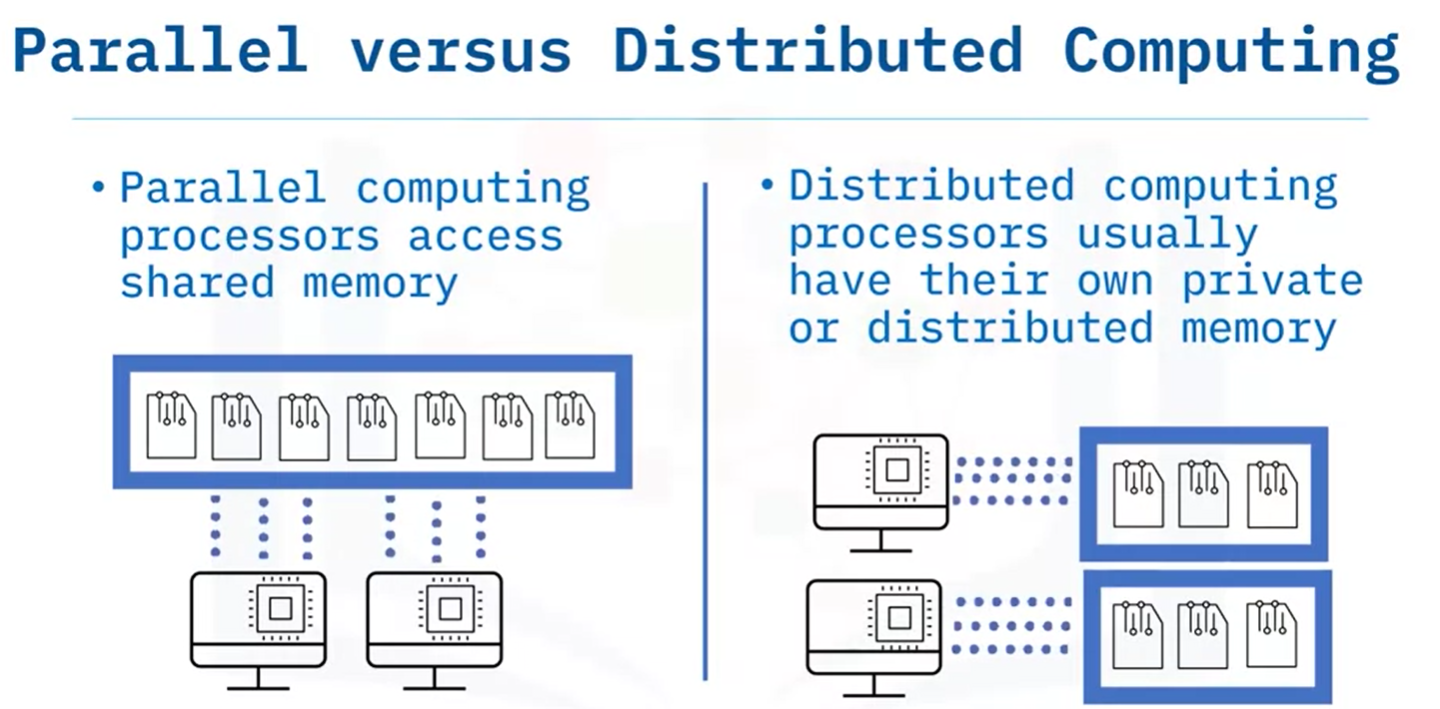 Parallel versus Distributed Computing
• Parallel computing
processors access
shared memory
• Distributed computing
processors usually
have their own private
or distributed memory